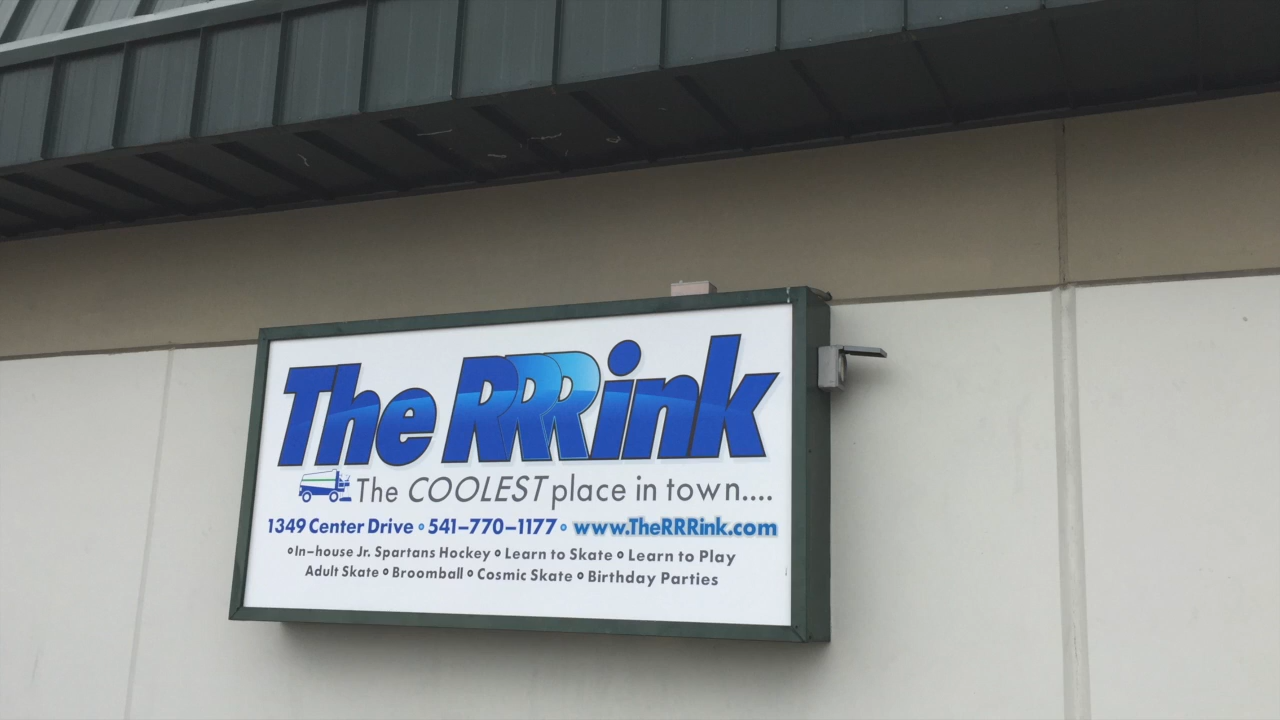 The RRRink
The COOLEST place in town....
1349 Center Drive • 541-770-1177 • www.TheRRRink.com
•In-house Jr. Spartans Hockey • Learn to Skate • Learn to Play
Adult Skate • Broomball • Cosmic Skate • Birthday Parties